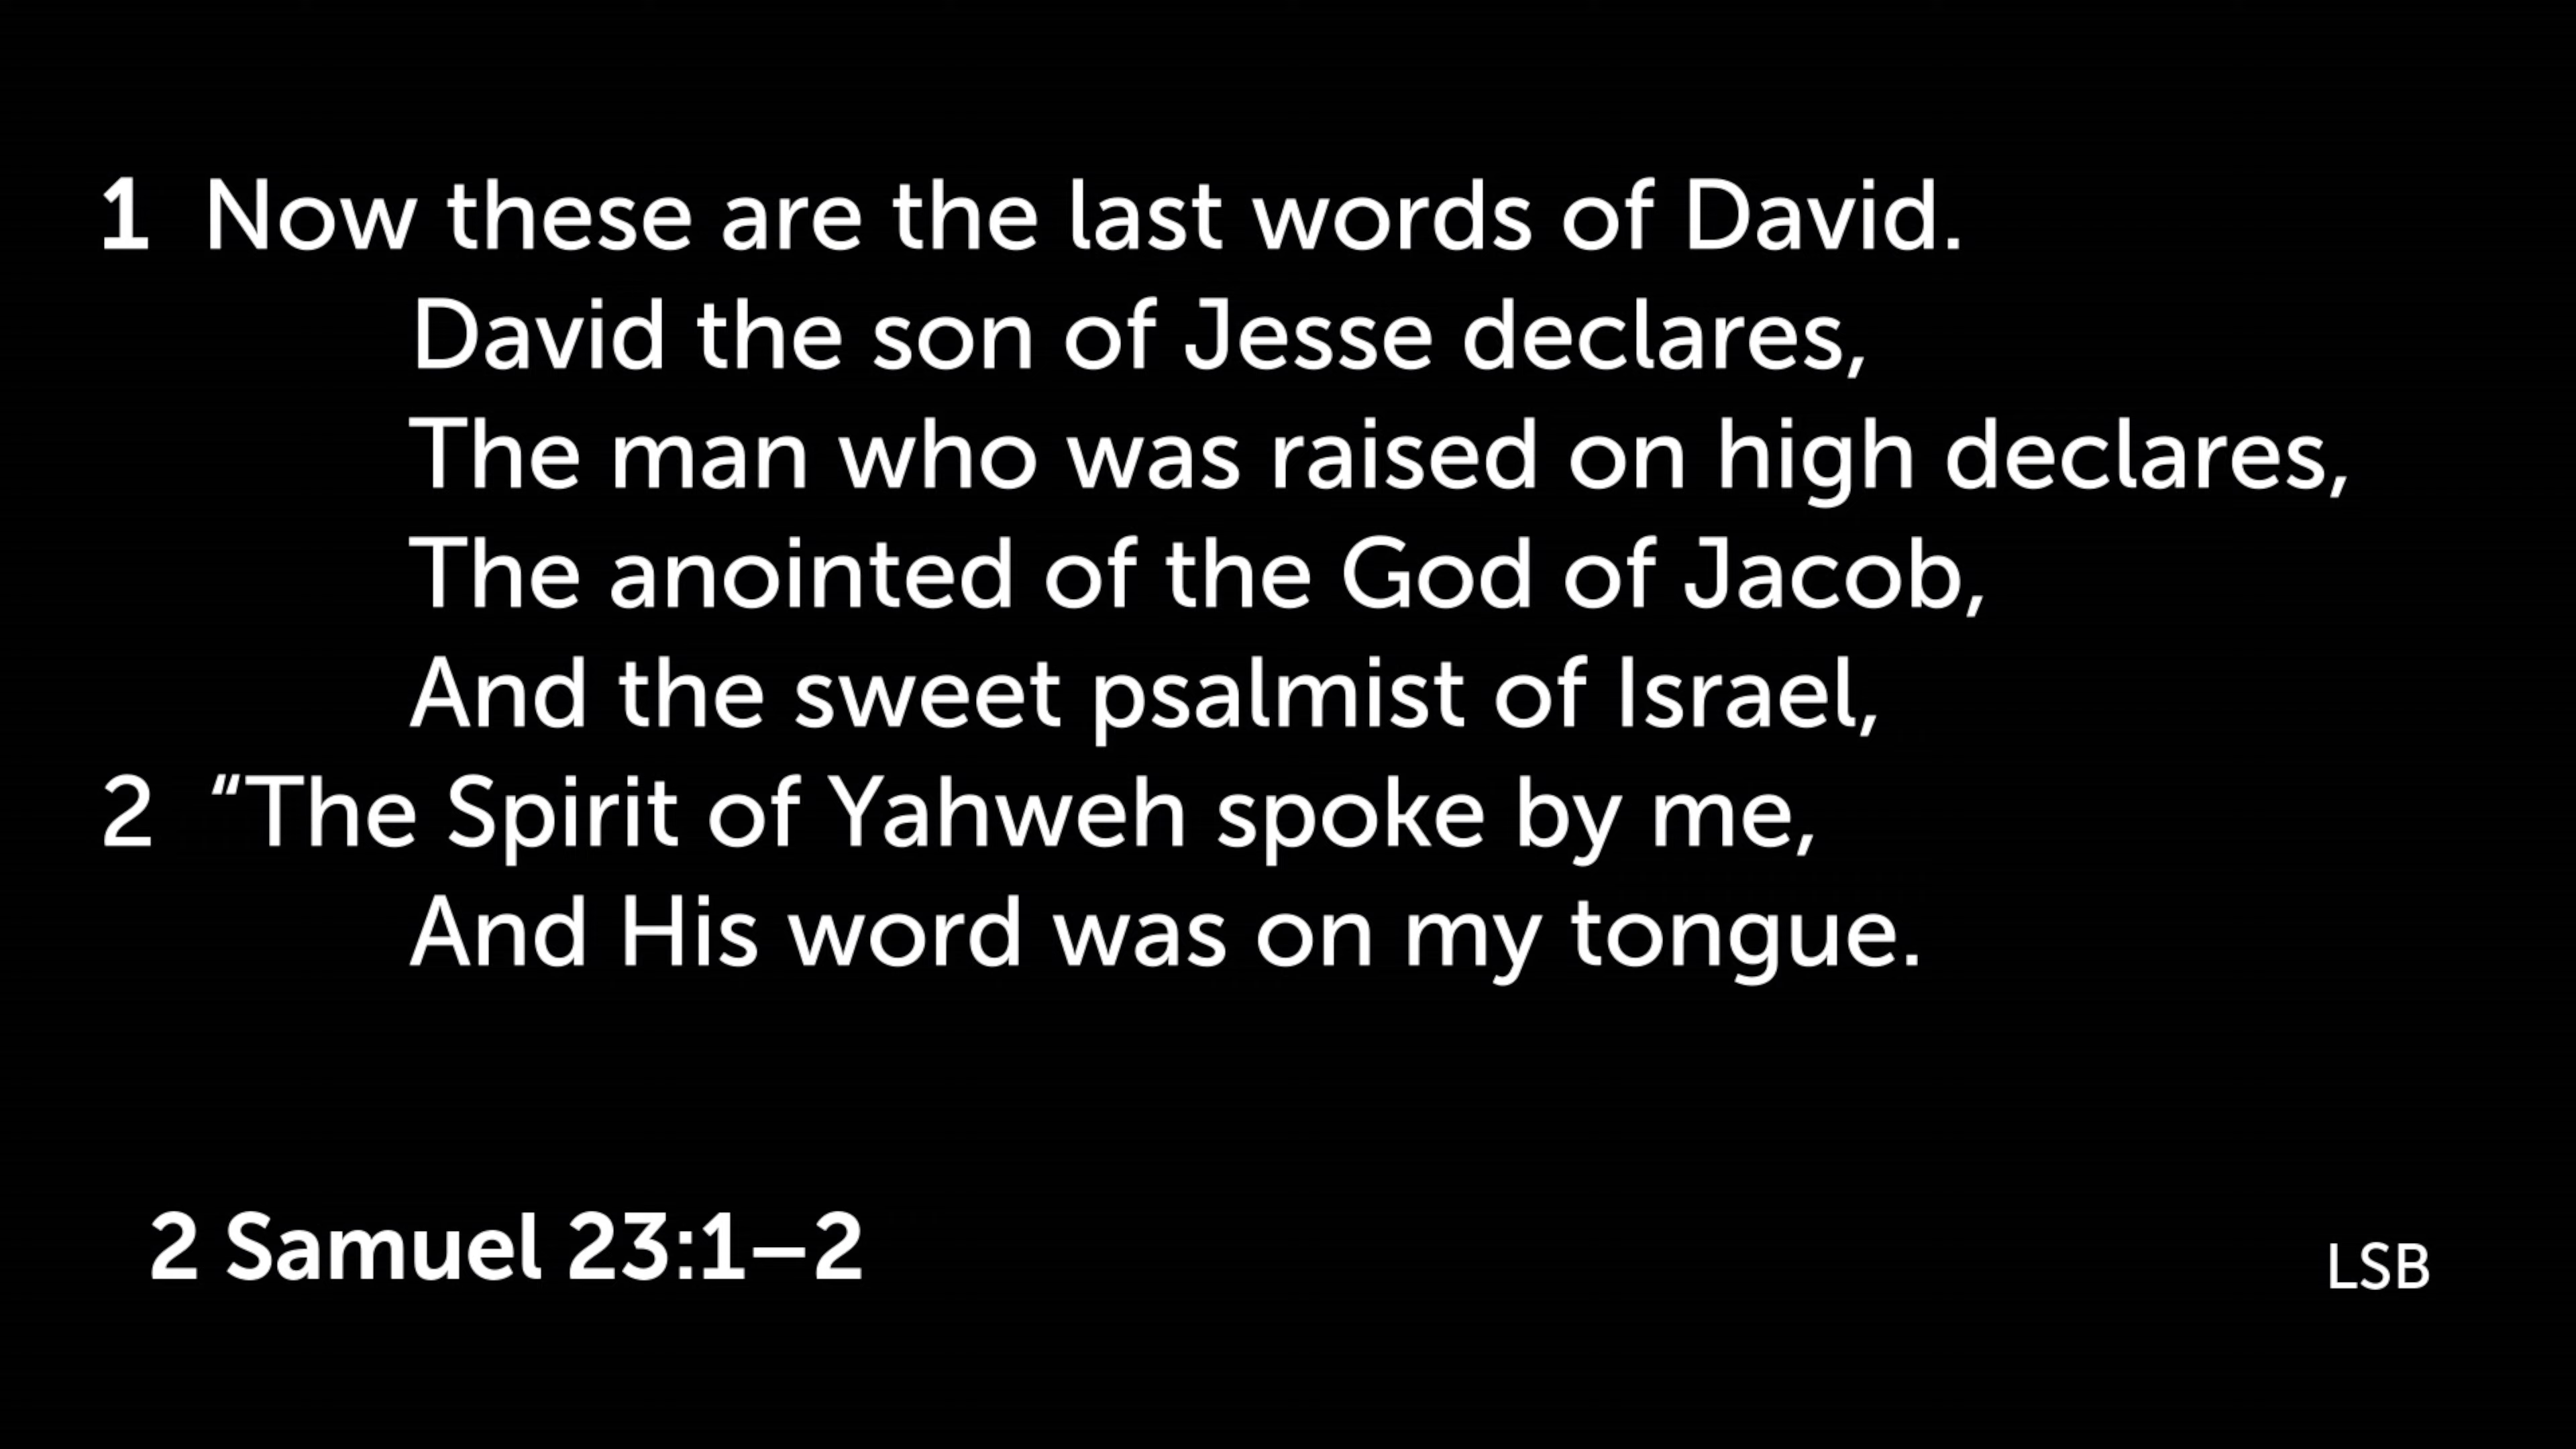 1 Now these are the last words of David.
David the son of Jesse declares,
The man who was raised on high declares,
The anointed of the God of Jacob,
And the sweet psalmist of Israel,
2 “The Spirit of Yahweh spoke by me,
And His word was on my tongue.
2 Samuel 23:1–2
LSB